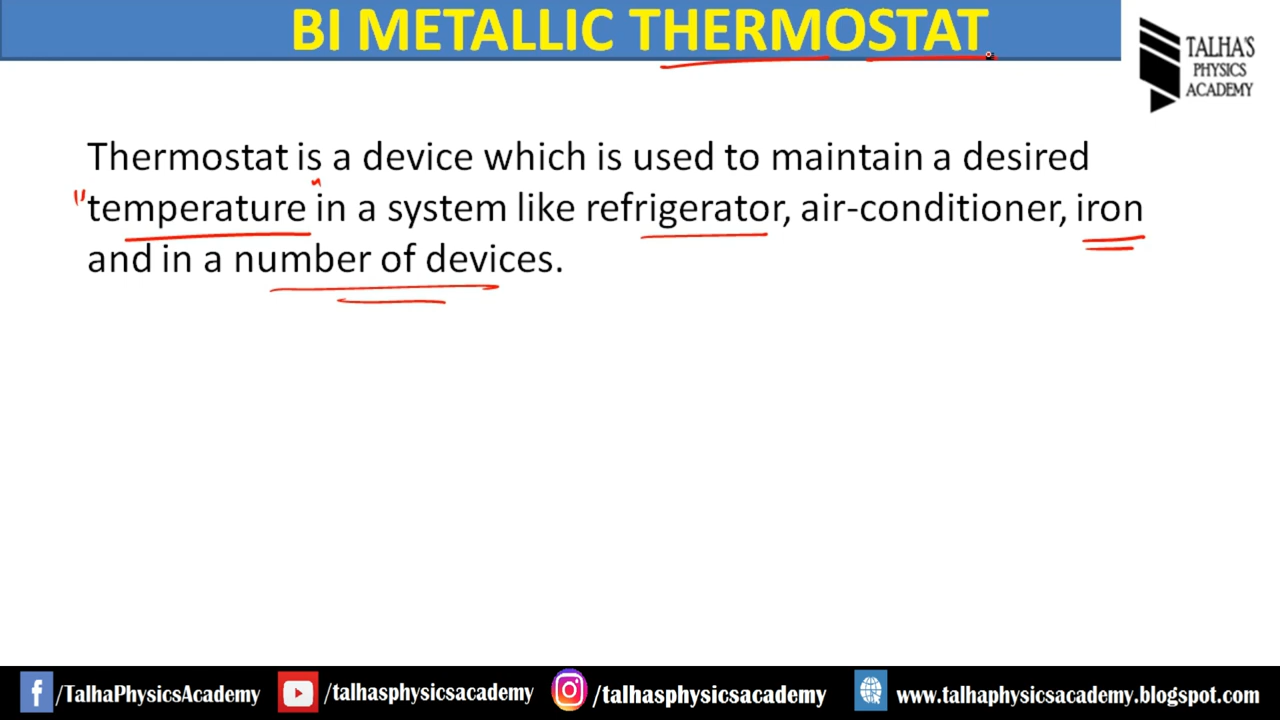 BI METALLIC THERMOSTAT
TALHA'S
PHYSICS
ACADEMY
Thermostat is a device which is used to maintain a desired
temperature in a system like refrigerator, air-conditioner, iron
and in a number of devices.
/TalhaPhysicsAcademy
/talhasphysicsacademy
/talhasphysicsacademy
www.talhaphysicsacademy.blogspot.com